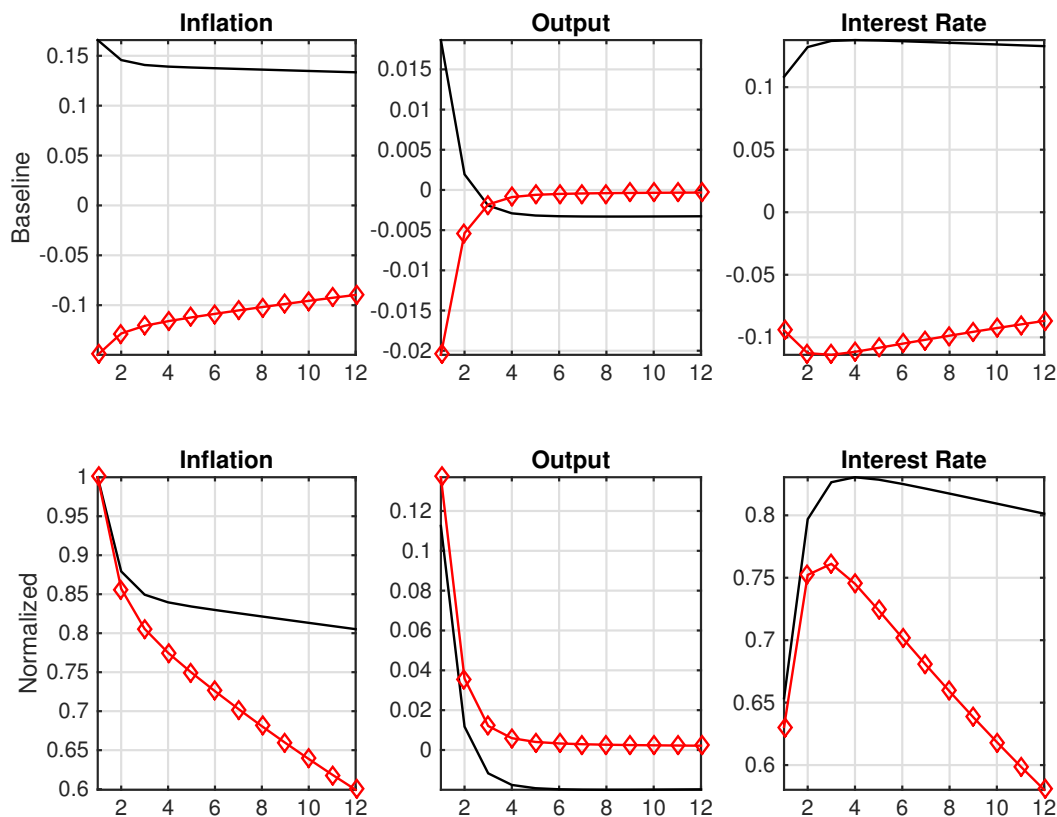 Inflation
Output
Interest Rate
Baseline
0.15
0.1
0.05
0
-0.05
-0.1
2 4 6 8 10 12
0.015
0.01
0.005
0
-0.005
-0.01
-0.015
-0.02
2 4 6 8 10 12
0.1
0.05
0
-0.05
-0.1
2 4 6 8 10 12
Inflation
Output
Interest Rate
Normalized
1
0.95
0.9
0.85
0.8
0.75
0.7
0.65
0.6
2 4 6 8 10 12
0.12
0.1
0.08
0.06
0.04
0.02
0
2 4 6 8 10 12
0.8
0.75
0.7
0.65
0.6
2 4 6 8 10 12